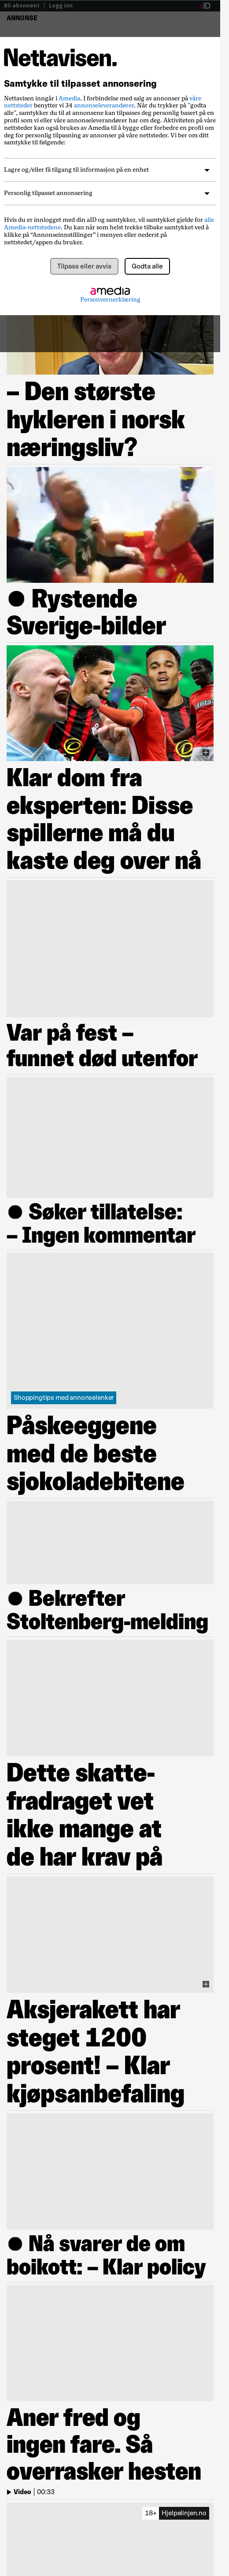 Bli abonnent | Logg inn
ANNONSE
Nettavisen.
Samtykke til tilpasset annonsering
Nettavisen inngår i Amedia. I forbindelse med salg av annonser på våre
nettsteder benytter vi 34 annonseleverandører. Når du trykker på "godta
alle", samtykker du til at annonsene kan tilpasses deg personlig basert på en
profil som vi eller våre annonseleverandører har om deg. Aktivitet på våre
nettsteder kan også brukes av Amedia til å bygge eller forbedre en profil om
deg for personlig tilpasning av annonser på våre nettsteder. Vi ber om ditt
samtykke til følgende:
Lagre og/eller få tilgang til informasjon på en enhet
Personlig tilpasset annonsering
Hvis du er innlogget med din aID og samtykker, vil samtykket gjelde for alle
Amedia-nettstedene. Du kan når som helst trekke tilbake samtykket ved å
klikke på “Annonseinnstillinger” i menyen eller nederst på
nettstedet/appen du bruker.
Tilpass eller avvis
Godta alle
amedia
Personvernerklæring
– Den største
hykleren i norsk
næringsliv?
● Rystende
Sverige-bilder
Klar dom fra
eksperten: Disse
spillerne må du
kaste deg over nå
Var på fest –
funnet død utenfor
● Søker tillatelse:
– Ingen kommentar
Shoppingtips med annonselenker
Påskeeggene
med de beste
sjokoladebitene
● Bekrefter
Stoltenberg-melding
Dette skatte-
fradraget vet
ikke mange at
de har krav på
Aksjerakett har
steget 1200
prosent! – Klar
kjøpsanbefaling
● Nå svarer de om
boikott: – Klar policy
Aner fred og
ingen fare. Så
overrasker hesten
Video | 00:33
18+ Hjelpelinjen.no